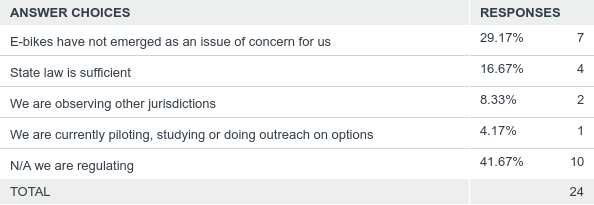 ANSWER CHOICES RESPONSES
E-bikes have not emerged as an issue of concern for us 29.17% 7
State law is sufficient 16.67% 4
We are observing other jurisdictions 8.33% 2
We are currently piloting, studying or doing outreach on options 4.17% 1
N/A we are regulating 41.67% 10
TOTAL 24